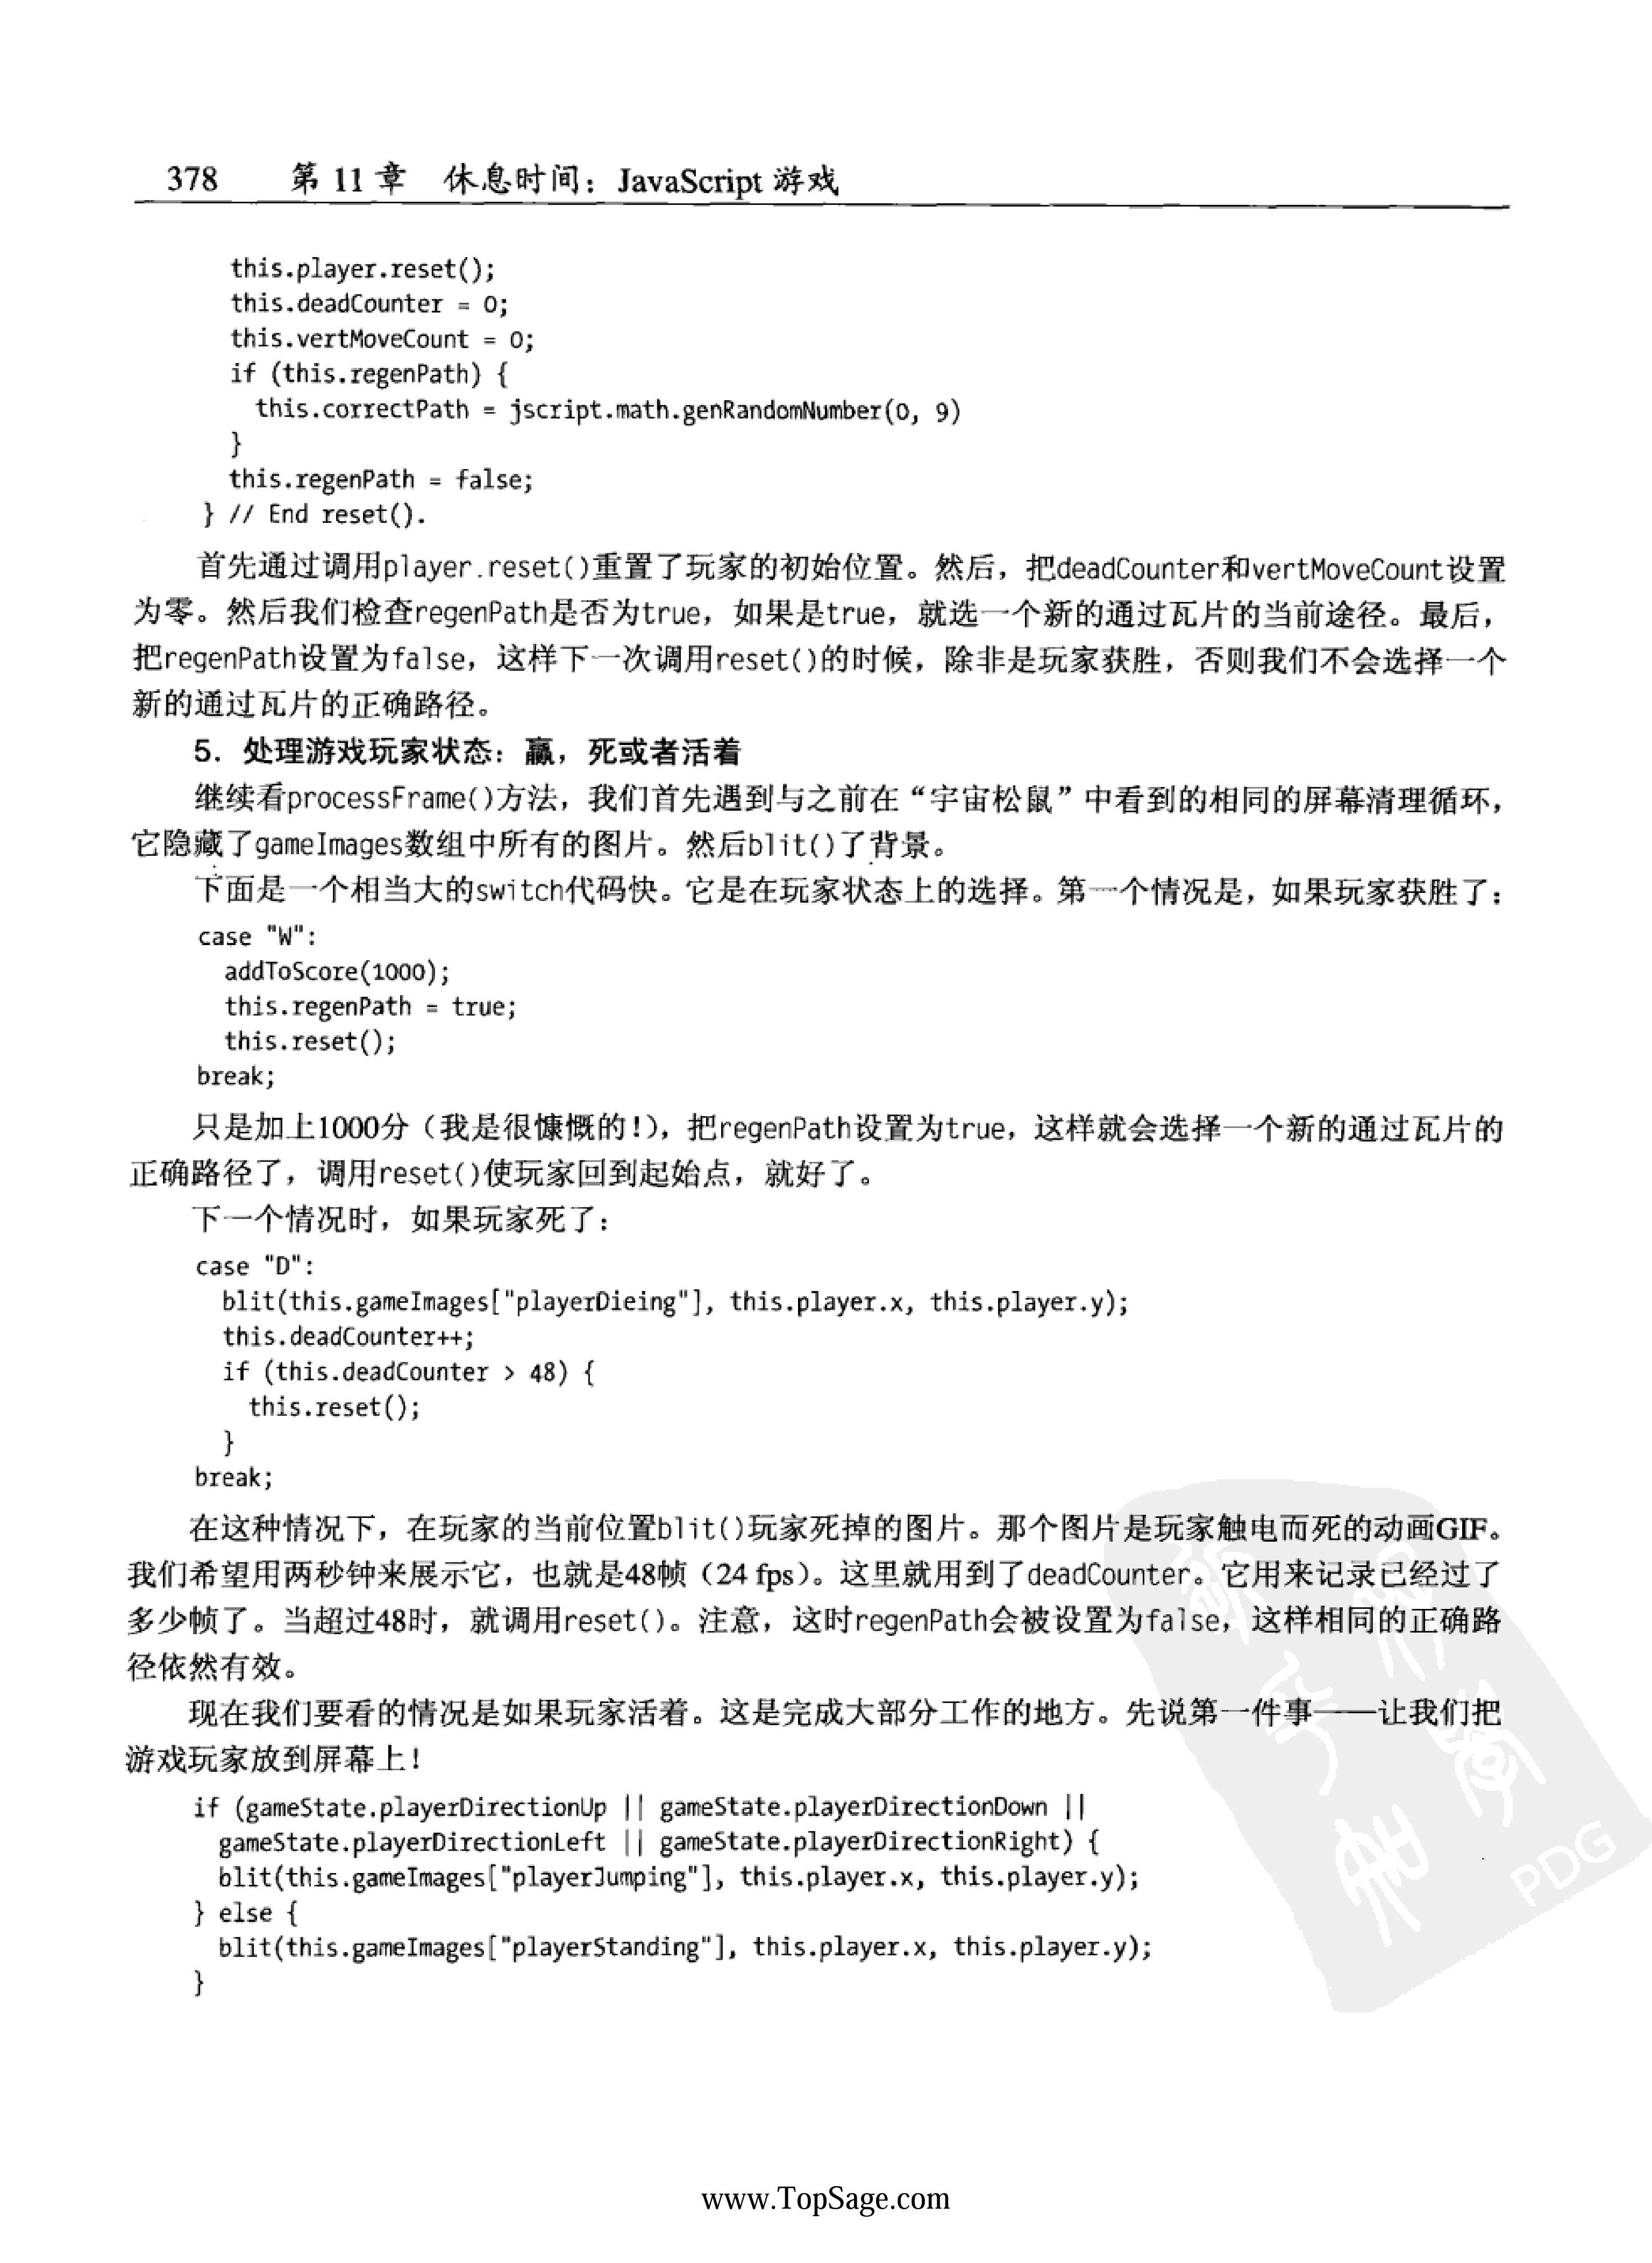 378 第 11 章 休息时间：JavaScript 游戏
this.player.reset();
this.deadCounter = 0;
this.vertMoveCount = 0;
if (this.regenPath) {
this.correctPath = jscript.math.genRandomNumber(0, 9)
}
this.regenPath = false;
} // End reset().
首先通过调用player.reset()重置了玩家的初始位置。然后，把deadCounter和vertMoveCount设置
为零。然后我们检查regenPath是否为true，如果是true，就选一个新的通过瓦片的当前途径。最后，
把regenPath设置为false，这样下一次调用reset()的时候，除非是玩家获胜，否则我们不会选择一个
新的通过瓦片的正确路径。
5．处理游戏玩家状态：赢，死或者活着
继续看processFrame()方法，我们首先遇到与之前在“宇宙松鼠”中看到的相同的屏幕清理循环，
它隐藏了gameImages数组中所有的图片。然后blit()了背景。
下面是一个相当大的switch代码快。它是在玩家状态上的选择。第一个情况是，如果玩家获胜了：
case "W":
addToScore(1000);
this.regenPath = true;
this.reset();
break;
只是加上1000分（我是很慷慨的！），把regenPath设置为true，这样就会选择一个新的通过瓦片的
正确路径了，调用reset()使玩家回到起始点，就好了。
下一个情况时，如果玩家死了：
case "D":
blit(this.gameImages["playerDieing"], this.player.x, this.player.y);
this.deadCounter++;
if (this.deadCounter > 48) {
this.reset();
}
break;
在这种情况下，在玩家的当前位置blit()玩家死掉的图片。那个图片是玩家触电而死的动画GIF。
我们希望用两秒钟来展示它，也就是48帧（24 fps）。这里就用到了deadCounter。它用来记录已经过了
多少帧了。当超过48时，就调用reset()。注意，这时regenPath会被设置为false，这样相同的正确路
径依然有效。
现在我们要看的情况是如果玩家活着。这是完成大部分工作的地方。先说第一件事——让我们把
游戏玩家放到屏幕上！
if (gameState.playerDirectionUp || gameState.playerDirectionDown ||
gameState.playerDirectionLeft || gameState.playerDirectionRight) {
blit(this.gameImages["playerJumping"], this.player.x, this.player.y);
} else {
blit(this.gameImages["playerStanding"], this.player.x, this.player.y);
}
PDG
www.TopSage.com